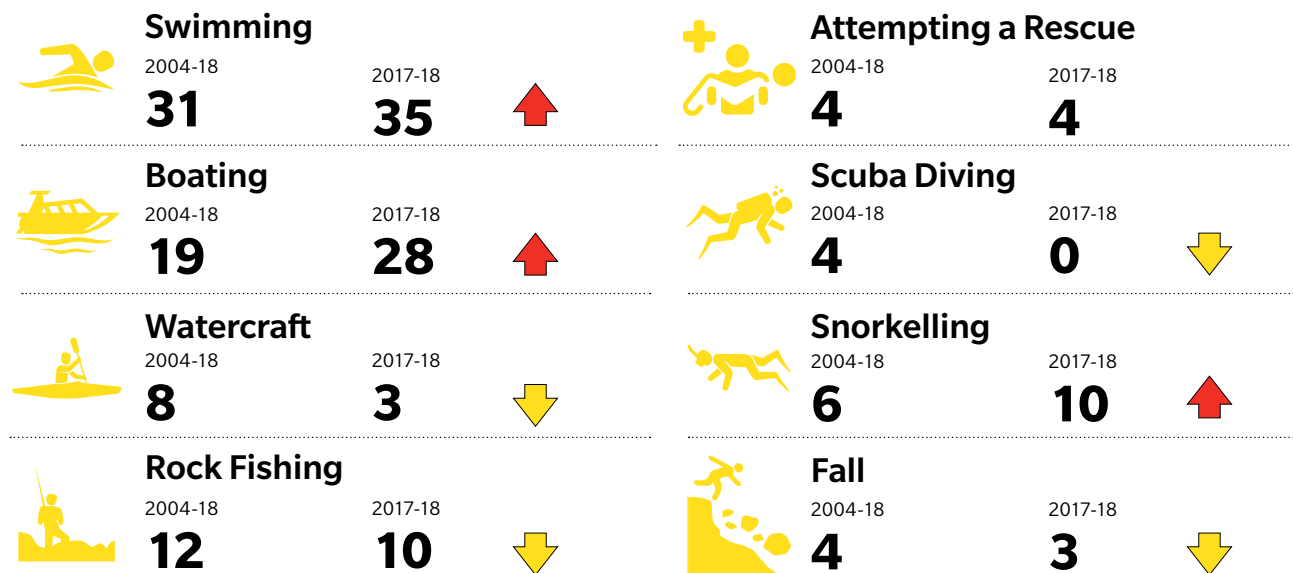 Swimming
2004-18 2017-18
31 35
Boating
2004-18 2017-18
19 28
Watercraft
2004-18 2017-18
8 3
Rock Fishing
2004-18 2017-18
12 10
Attempting a Rescue
2004-18 2017-18
4 4
Scuba Diving
2004-18 2017-18
4 0
Snorkelling
2004-18 2017-18
6 10
Fall
2004-18 2017-18
4 3